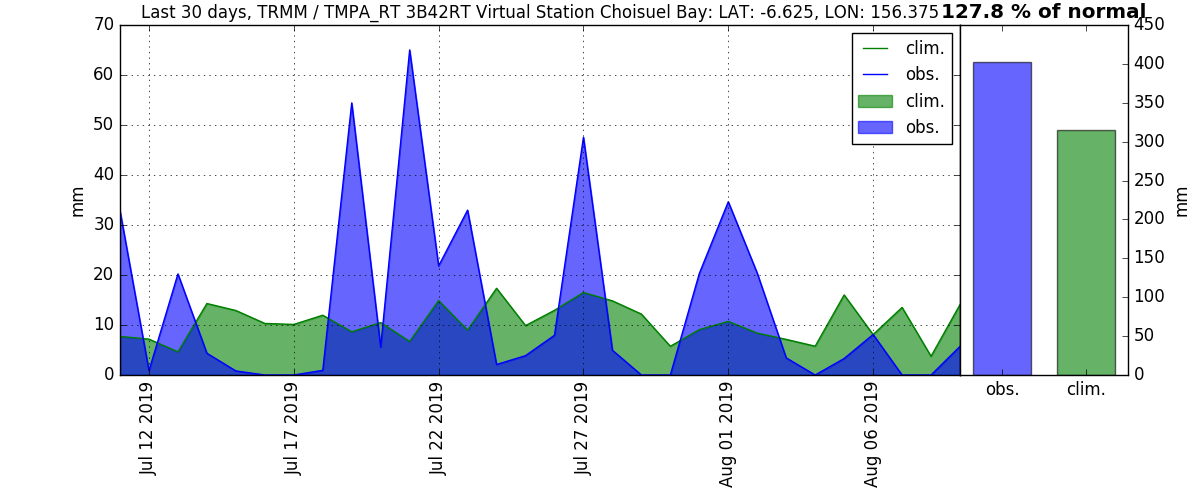 Last 30 days, TRMM / TMPA_RT 3B42RT Virtual Station Choisuel Bay: LAT: -6.625, LON: 156.375
127.8 % of normal
mm
70
60
50
40
30
20
10
0
Jul 12 2019
Jul 17 2019
Jul 22 2019
Jul 27 2019
Aug 01 2019
Aug 06 2019
clim.
obs.
clim.
obs.
450
400
350
300
250
200
150
100
50
0
mm
obs.
clim.